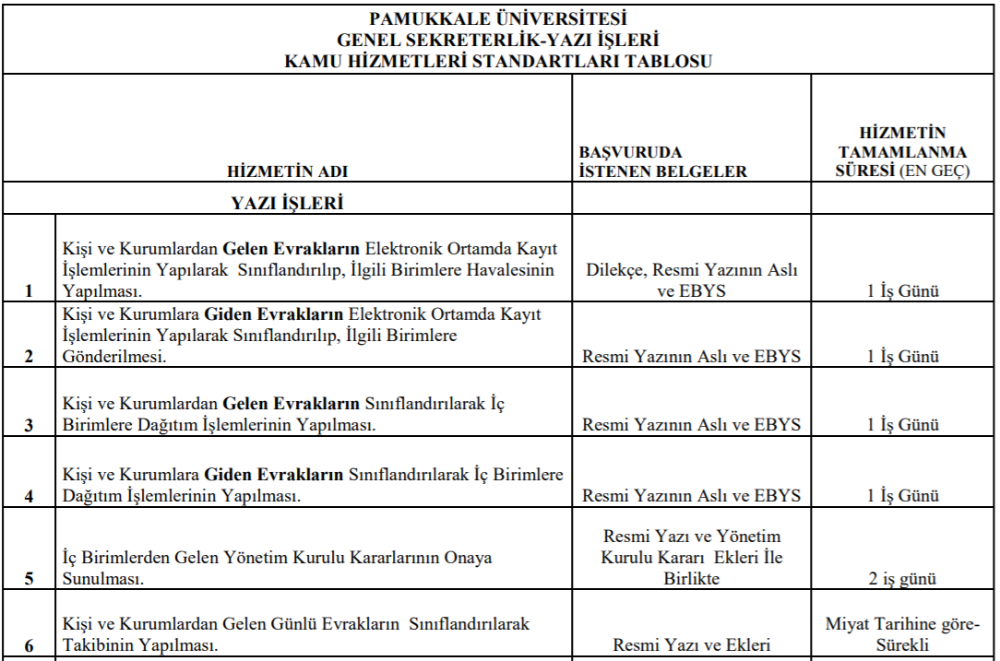 PAMUKKALE ÜNİVERSİTESİ
GENEL SEKRETERLİK-YAZI İŞLERİ
KAMU HİZMETLERİ STANDARTLARI TABLOSU
HİZMETİN ADI
BAŞVURUDA
İSTENEN BELGELER
HİZMETİN
TAMAMLANMA
SÜRESİ (EN GEÇ)
YAZI İŞLERİ
1
Kişi ve Kurumlardan Gelen Evrakların Elektronik Ortamda Kayıt
İşlemlerinin Yapılarak  Sınıflandırılıp, İlgili Birimlere Havalesinin
Yapılması.
Dilekçe, Resmi Yazının Aslı
ve EBYS
1 İş Günü
2
Kişi ve Kurumlara Giden Evrakların Elektronik Ortamda Kayıt
İşlemlerinin Yapılarak Sınıflandırılıp, İlgili Birimlere
Gönderilmesi.
Resmi Yazının Aslı ve EBYS
1 İş Günü
3
Kişi ve Kurumlardan Gelen Evrakların Sınıflandırılarak İç
Birimlere Dağıtım İşlemlerinin Yapılması.
Resmi Yazının Aslı ve EBYS
1 İş Günü
4
Kişi ve Kurumlara Giden Evrakların Sınıflandırılarak İç Birimlere
Dağıtım İşlemlerinin Yapılması.
Resmi Yazının Aslı ve EBYS
1 İş Günü
5
İç Birimlerden Gelen Yönetim Kurulu Kararlarının Onaya
Sunulması.
Resmi Yazı ve Yönetim
Kurulu Kararı  Ekleri İle
Birlikte
2 iş günü
6
Kişi ve Kurumlardan Gelen Günlü Evrakların  Sınıflandırılarak
Takibinin Yapılması.
Resmi Yazı ve Ekleri
Miyat Tarihine göre-
Sürekli